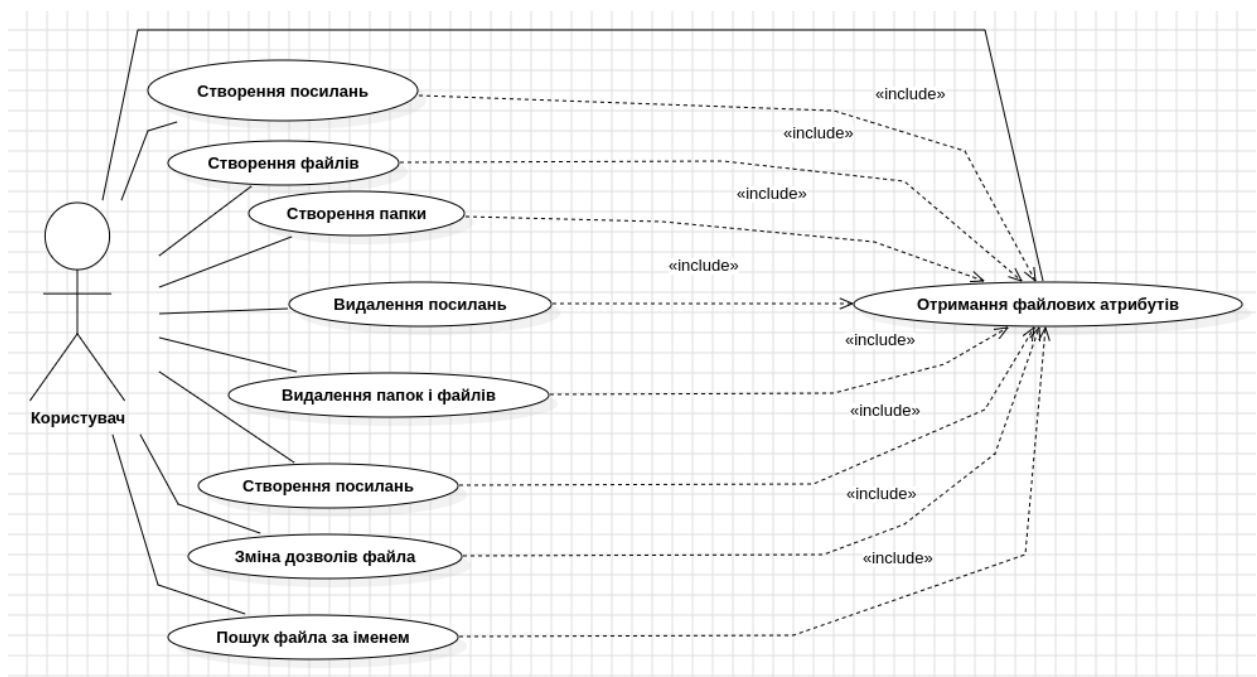 Створення посилань
«include»
«include»
Створення файлів
«include»
Створення папки
«include»
Видалення посилань
Отримання файлових атрибутів
«include»
Видалення папок і файлів
«include»
Користувач
Створення посилань
«include»
Зміна дозволів файла
«include»
Пошук файла за іменем